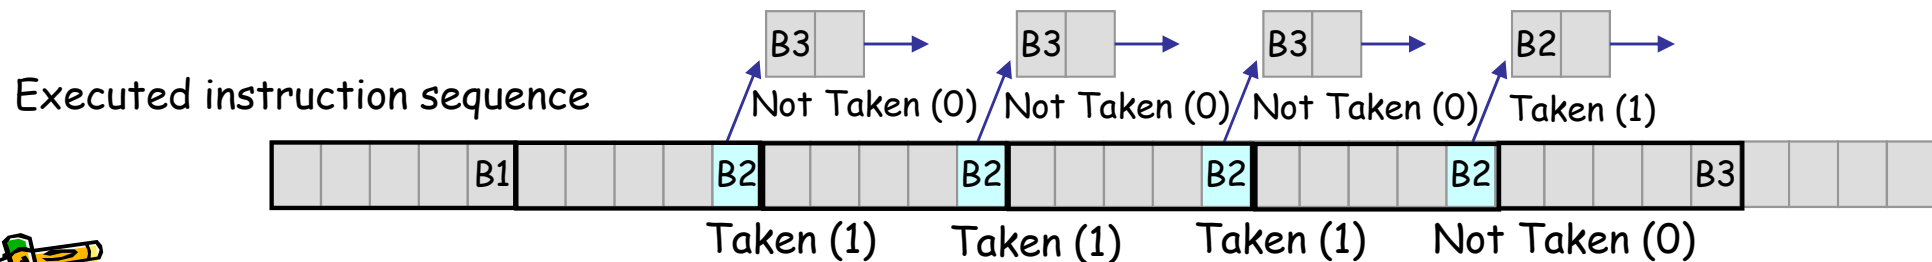 B3 B3 B3 B2
Executed instruction sequence
Not Taken (0) Not Taken (0) Not Taken (0) Taken (1)
B1 B2 B2 B2 B2 B3
Taken (1) Taken (1) Taken (1) Not Taken (0)